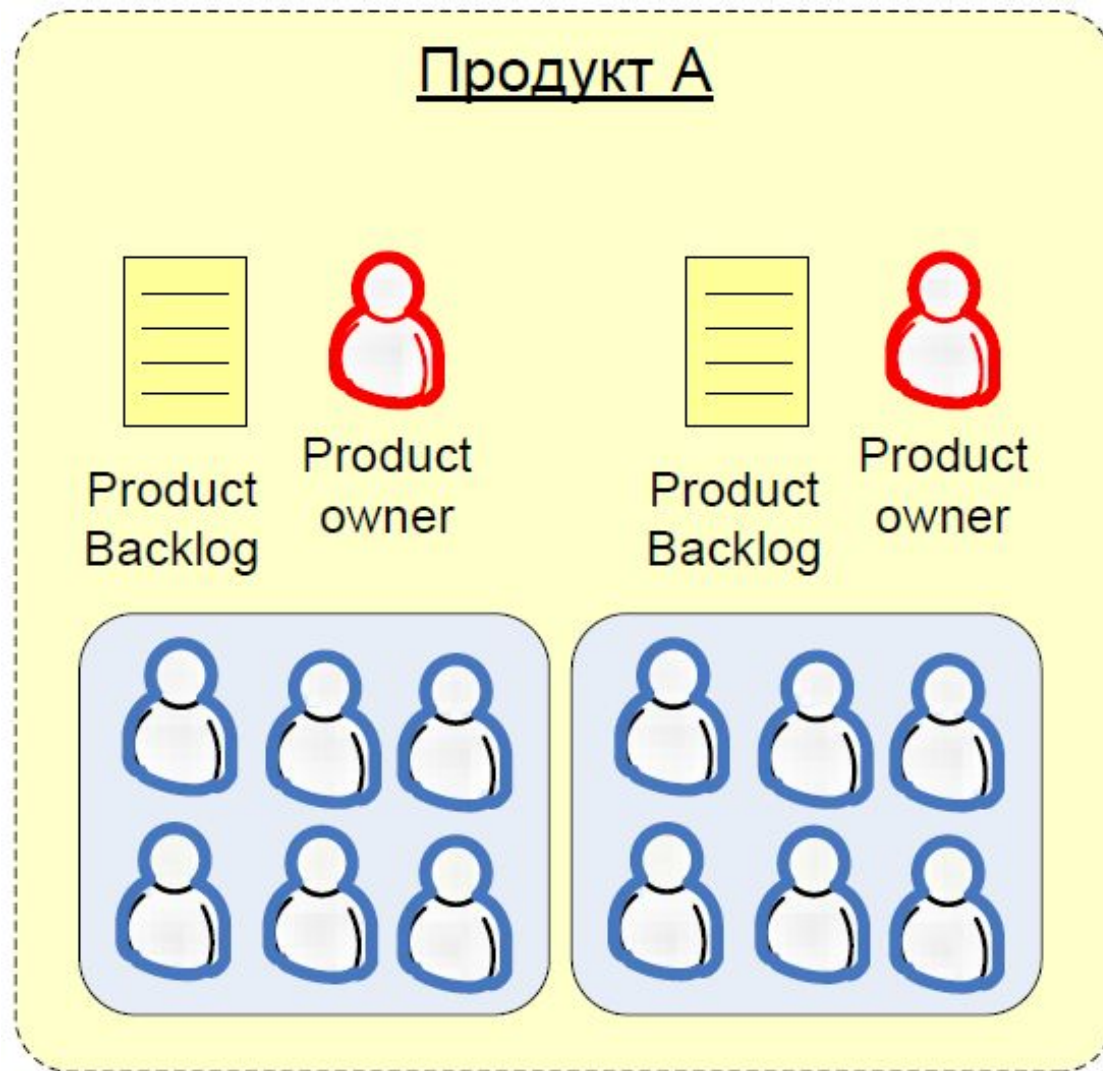 Продукт А
Product
Backlog
Product
owner
Product
Backlog
Product
owner